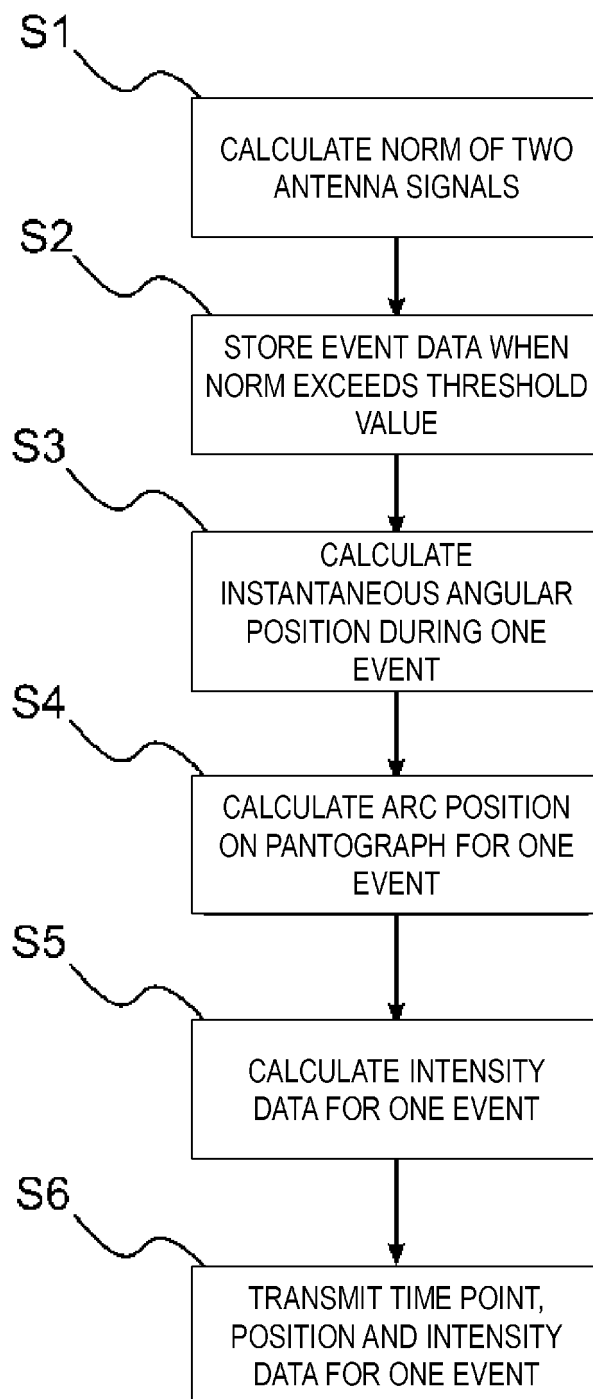 S1
CALCULATE NORM OF TWO
ANTENNA SIGNALS
S2
STORE EVENT DATA WHEN
NORM EXCEEDS THRESHOLD
VALUE
S3
CALCULATE
INSTANTANEOUS ANGULAR
POSITION DURING ONE
EVENT
S4
CALCULATE ARC POSITION
ON PANTOGRAPH FOR ONE
EVENT
S5
CALCULATE INTENSITY
DATA FOR ONE EVENT
S6
TRANSMIT TIME POINT,
POSITION AND INTENSITY
DATA FOR ONE EVENT